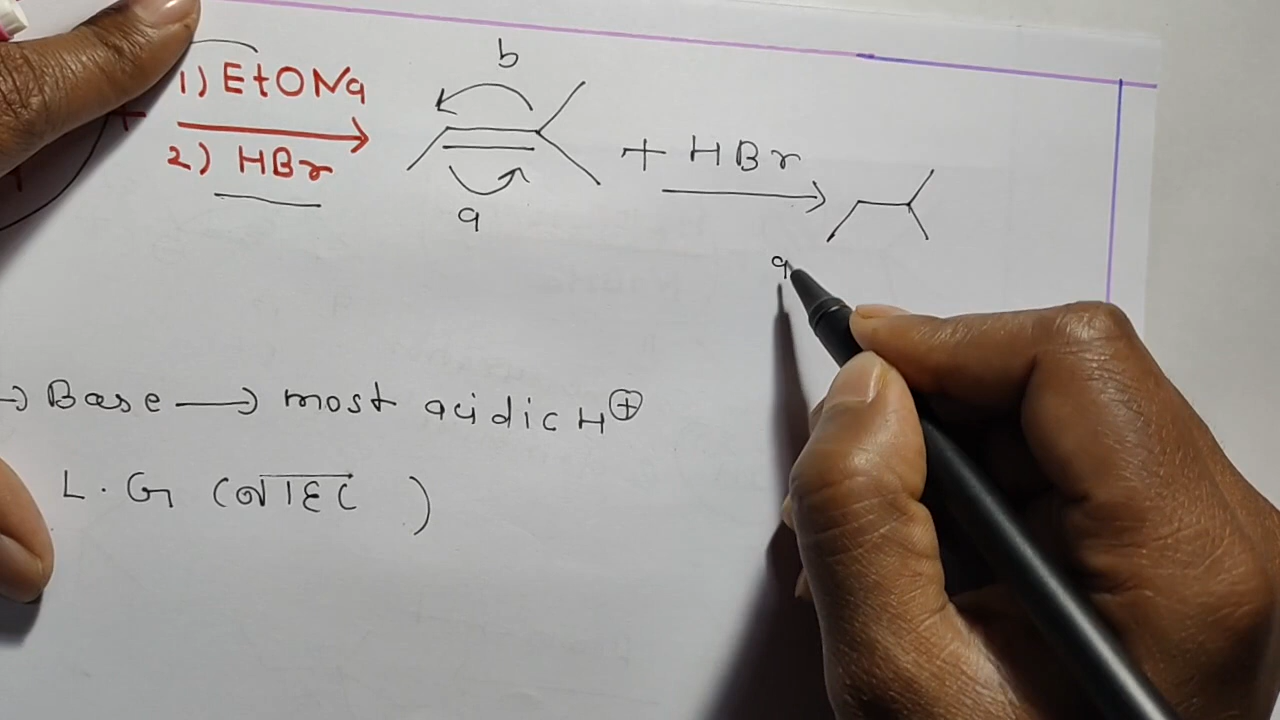 1) EtONa
2) HBr
b
a
+ HBr
a
→ Base → most acidic H⊕
L.G (